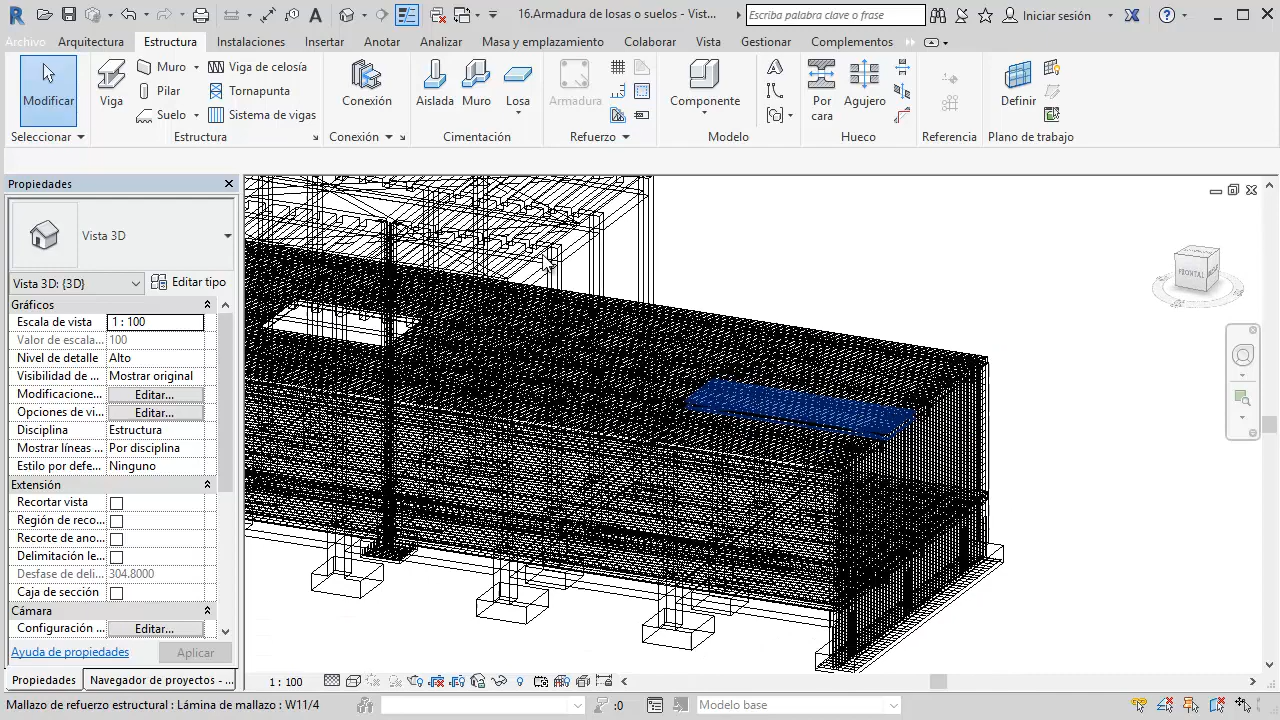 16.Armadura de losas o suelos - Vist...
Escriba palabra clave o frase
Iniciar sesión
Archivo
Arquitectura
Estructura
Instalaciones
Insertar
Anotar
Analizar
Masa y emplazamiento
Colaborar
Vista
Gestionar
Complementos
Modificar
Seleccionar
Viga
Muro
Pilar
Suelo
Viga de celosía
Tornapunta
Sistema de vigas
Estructura
Conexión
Conexión
Aislada
Muro
Losa
Cimentación
Armadura
Refuerzo
Componente
Modelo
Por cara
Agujero
Hueco
Referencia
Definir
Plano de trabajo
Propiedades
Vista 3D
Vista 3D: {3D}
Editar tipo
Gráficos
Escala de vista 1 : 100
Valor de escala... 100
Nivel de detalle Alto
Visibilidad de ... Mostrar original
Modificacione... Editar...
Opciones de vi... Editar...
Disciplina Estructura
Mostrar líneas ... Por disciplina
Estilo por defe... Ninguno
Extensión
Recortar vista
Región de reco...
Recorte de ano...
Delimitación le...
Desfase de deli... 304.8000
Caja de sección
Cámara
Configuración ... Editar...
Ayuda de propiedades
Aplicar
Propiedades
Navegador de proyectos - ...
FRONTAL
1 : 100
Mallazo de refuerzo estructural : Lámina de mallazo : W11/4
:0
Modelo base